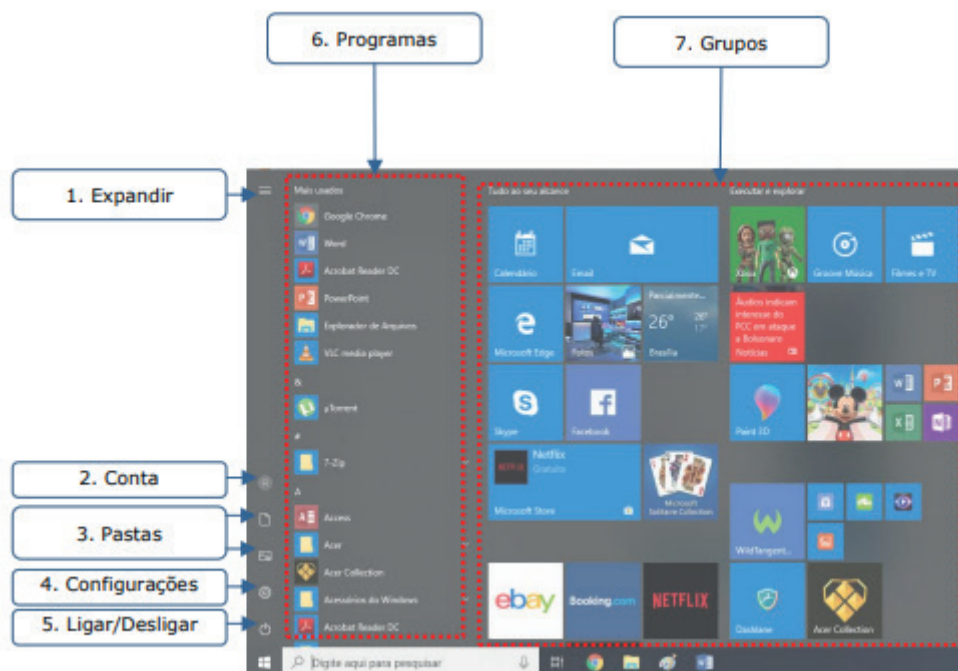 6. Programas
7. Grupos
1. Expandir
2. Conta
3. Pastas
4. Configurações
5. Ligar/Desligar
Mais usados
Google Chrome
Word
Acrobat Reader DC
PowerPoint
Explorador de Arquivos
VLC media player
&
µTorrent
#
7-Zip
A
Access
Acer
Acer Collection
Acessórios do Windows
Acrobat Reader DC
Digite aqui para pesquisar
Tudo ao seu alcance
Calendário
Email
Microsoft Edge
Fotos
Parcialmente...
26° 28°
17°
Brasília
Skype
Facebook
NETFLIX
Netflix
Gratuito
Microsoft Store
Microsoft
Solitaire Collection
ebay
Booking.com
NETFLIX
Executar e explorar
Xbox
Groove Música
Filmes e TV
Áudios indicam
interesse do
PCC em ataque
a Bolsonaro
Notícias
Paint 3D
WildTangent...
Acer Collection